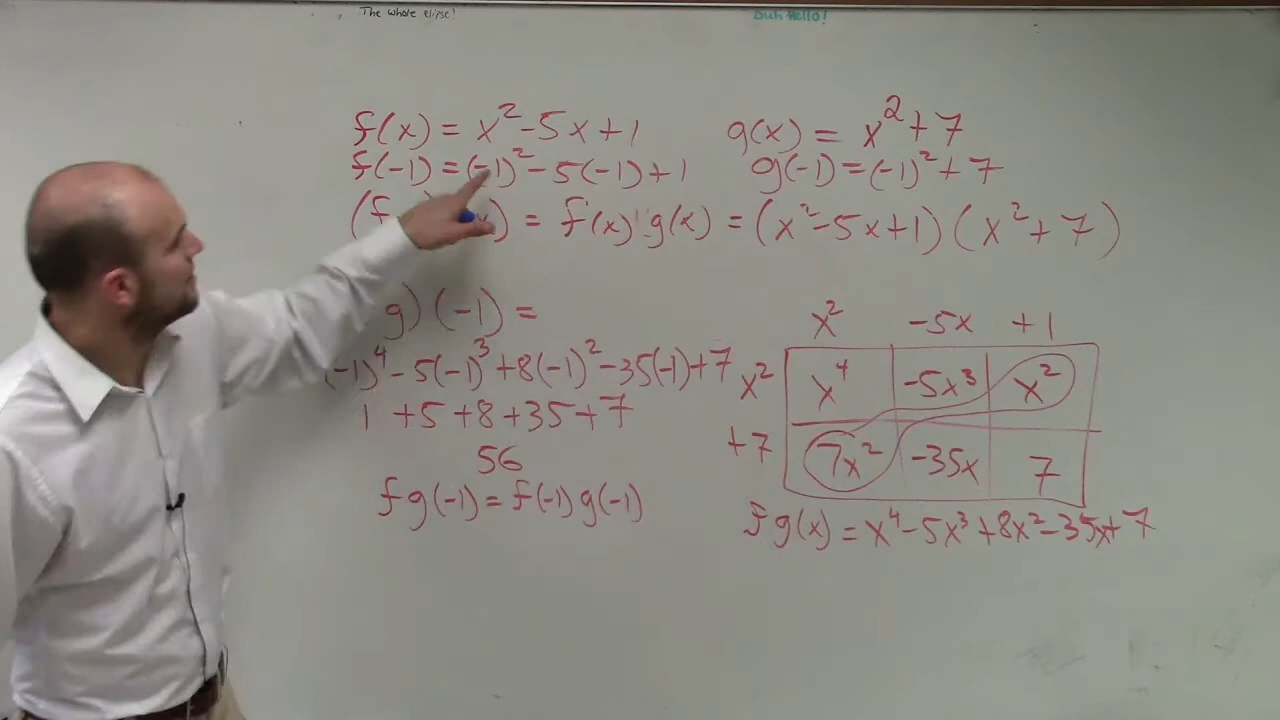 The whole elipse!
Duh Hello!
f(x) = x² - 5x + 1
g(x) = x² + 7
f(-1) = (-1)² - 5(-1) + 1
g(-1) = (-1)² + 7
(f x) = f(x) g(x) = (x² - 5x + 1)(x² + 7)
g)(-1) =
(-1)⁴ - 5(-1)³ + 8(-1)² - 35(-1) + 7
1 + 5 + 8 + 35 + 7
56
fg(-1) = f(-1) g(-1)
x² -5x +1
x² x⁴ -5x³ x²
+7 7x² -35x 7
fg(x) = x⁴ - 5x³ + 8x² - 35x + 7